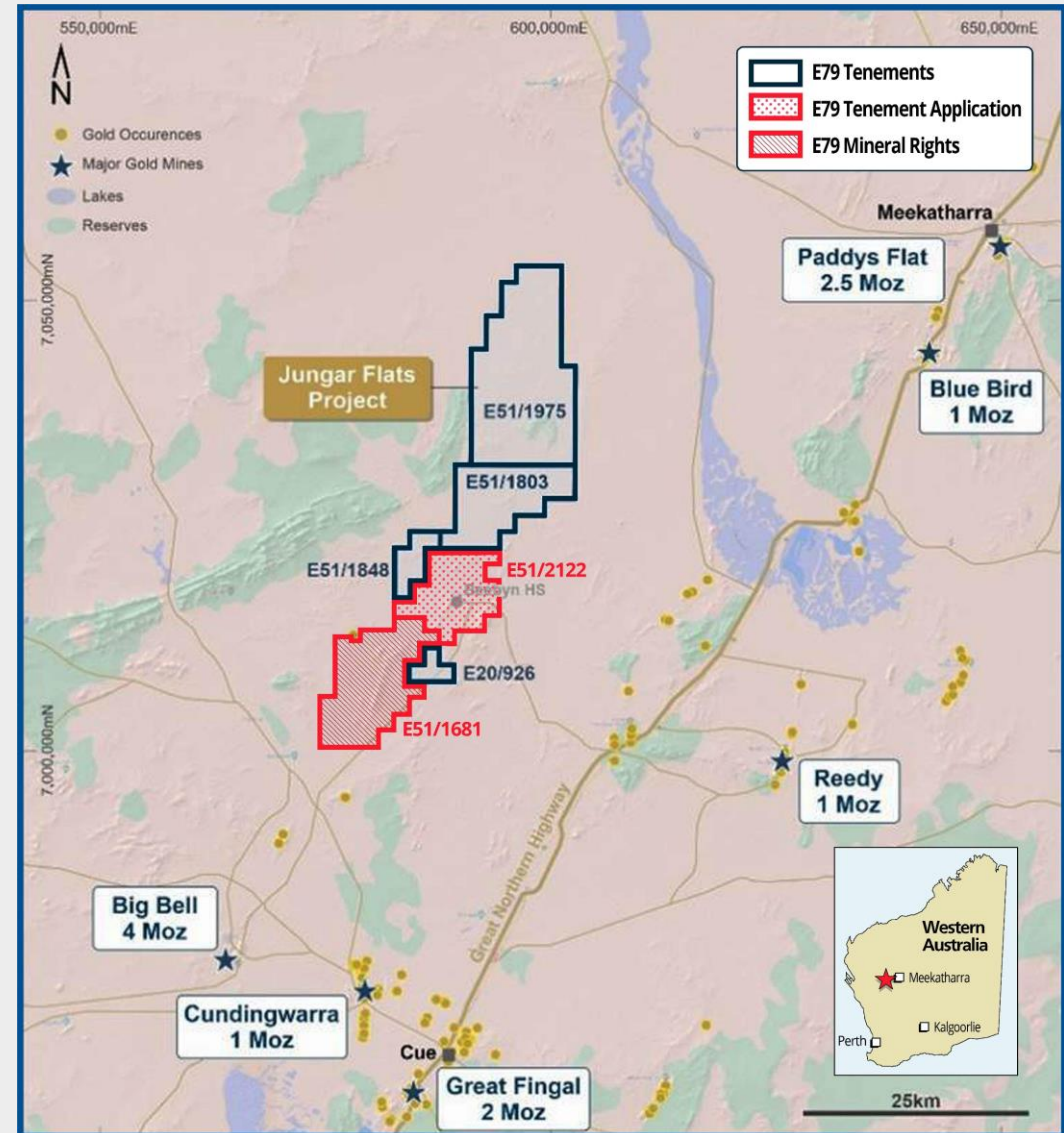 550,000mE
600,000mE
650,000mE
N
Gold Occurences
Major Gold Mines
Lakes
Reserves
E79 Tenements
E79 Tenement Application
E79 Mineral Rights
Meekatharra
Paddys Flat
2.5 Moz
7,050,000mN
Blue Bird
1 Moz
Jungar Flats
Project
E51/1975
E51/1803
E51/1848
E51/2122
HS
E20/926
E51/1681
7,000,000mN
Reedy
1 Moz
Great Northern Highway
Big Bell
4 Moz
Cundingwarra
1 Moz
Cue
Great Fingal
2 Moz
Western
Australia
Meekatharra
Kalgoorlie
Perth
25km